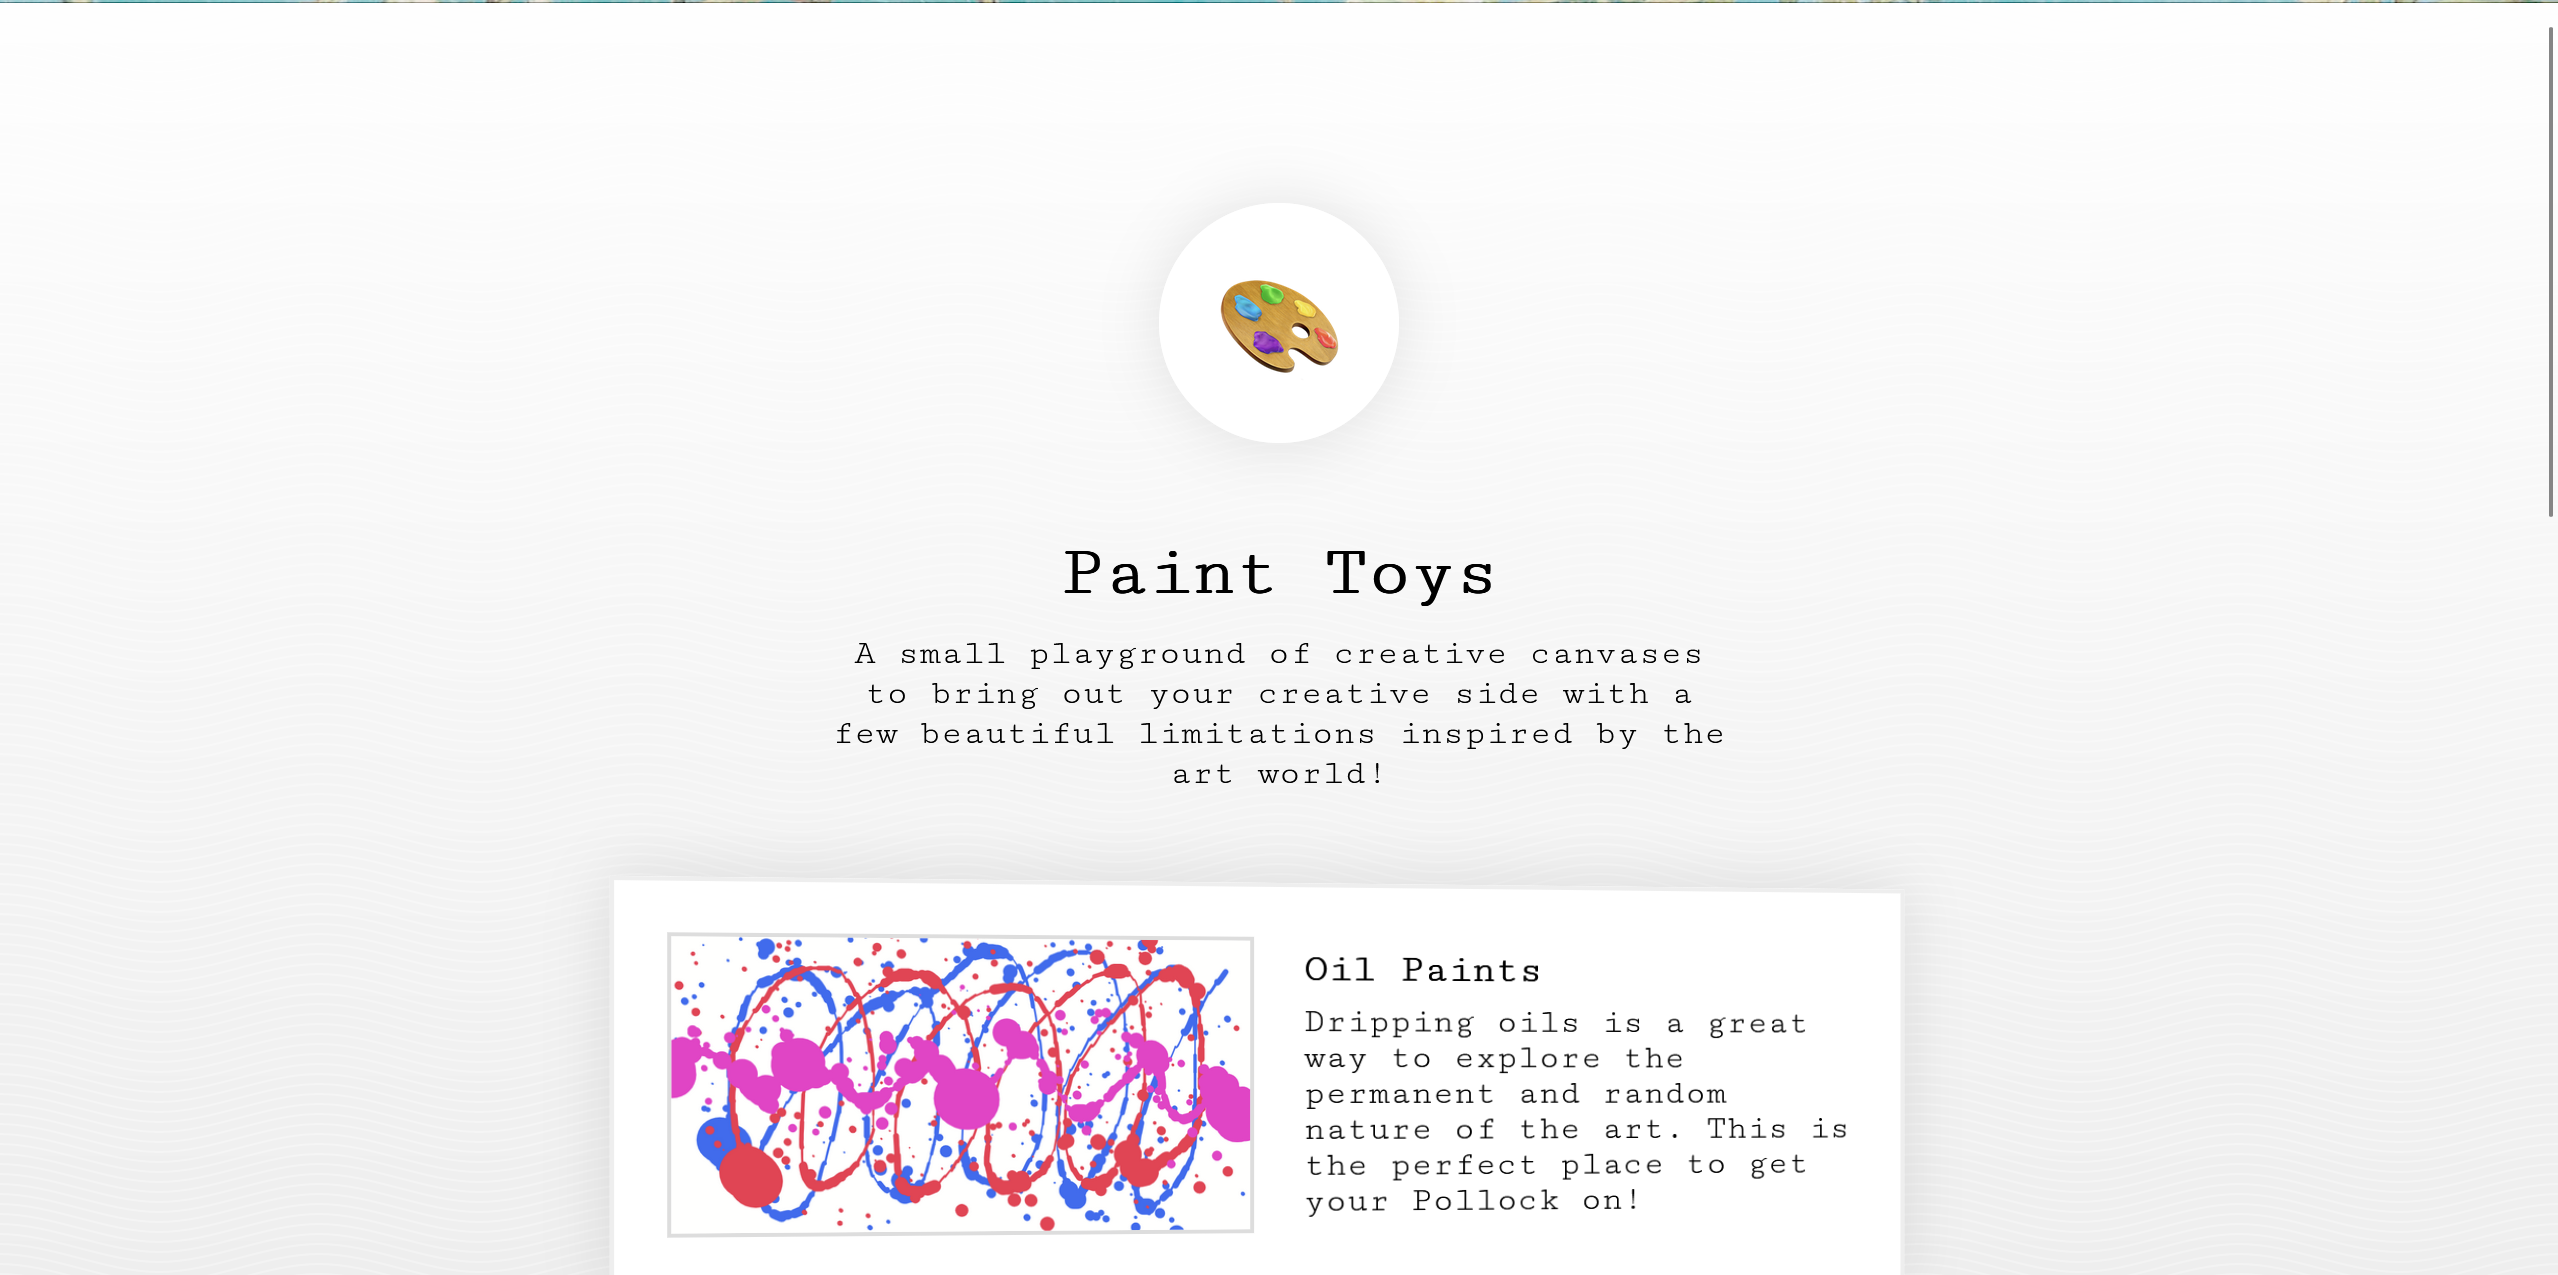 Paint Toys
A small playground of creative canvases
to bring out your creative side with a
few beautiful limitations inspired by the
art world!
Oil Paints
Dripping oils is a great
way to explore the
permanent and random
nature of the art. This is
the perfect place to get
your Pollock on!